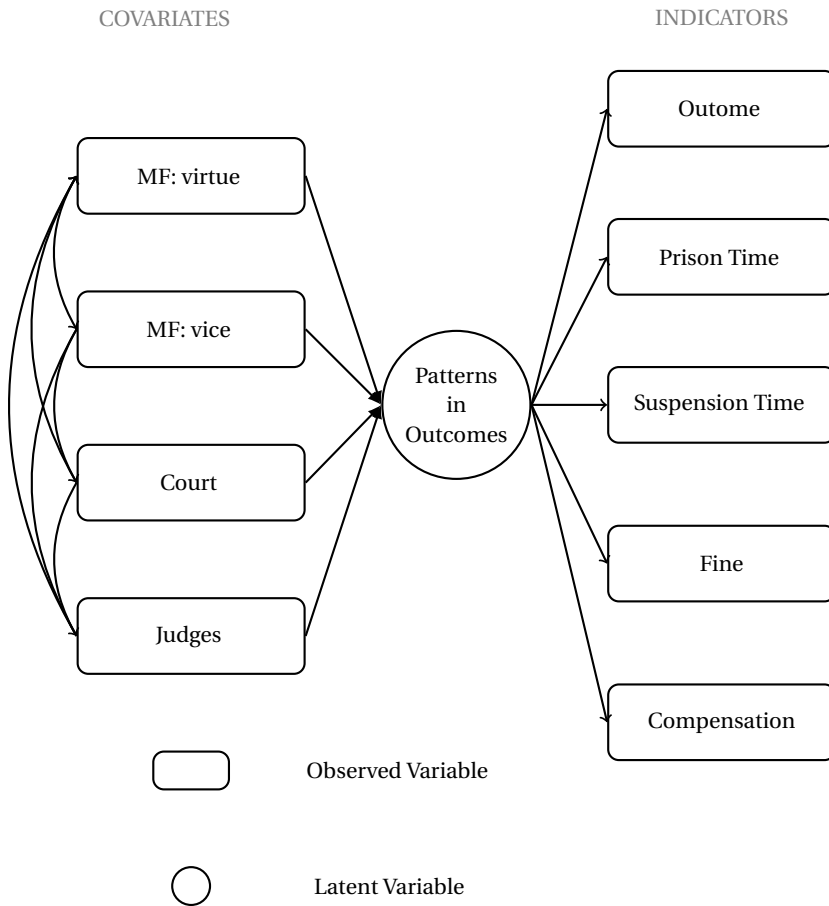 COVARIATES
INDICATORS
MF: virtue
MF: vice
Court
Judges
Patterns
in
Outcomes
Outome
Prison Time
Suspension Time
Fine
Compensation
Observed Variable
Latent Variable